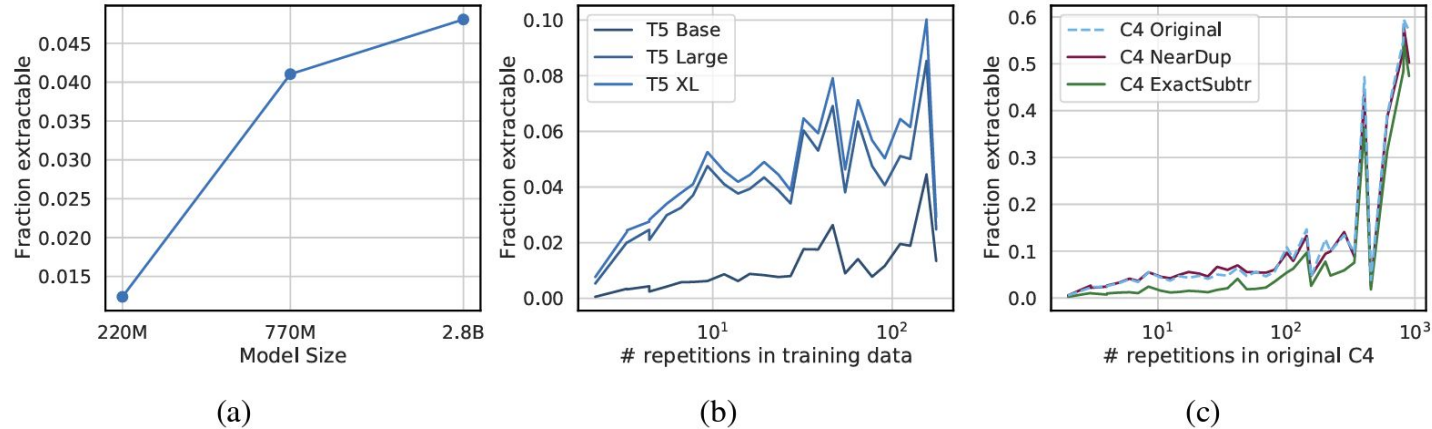 Fraction extractable
0.045
0.040
0.035
0.030
0.025
0.020
0.015
220M 770M 2.8B
Model Size
(a)
Fraction extractable
0.10
0.08
0.06
0.04
0.02
0.00
T5 Base
T5 Large
T5 XL
10¹ 10²
# repetitions in training data
(b)
Fraction extractable
0.6
0.5
0.4
0.3
0.2
0.1
0.0
C4 Original
C4 NearDup
C4 ExactSubtr
10¹ 10² 10³
# repetitions in original C4
(c)